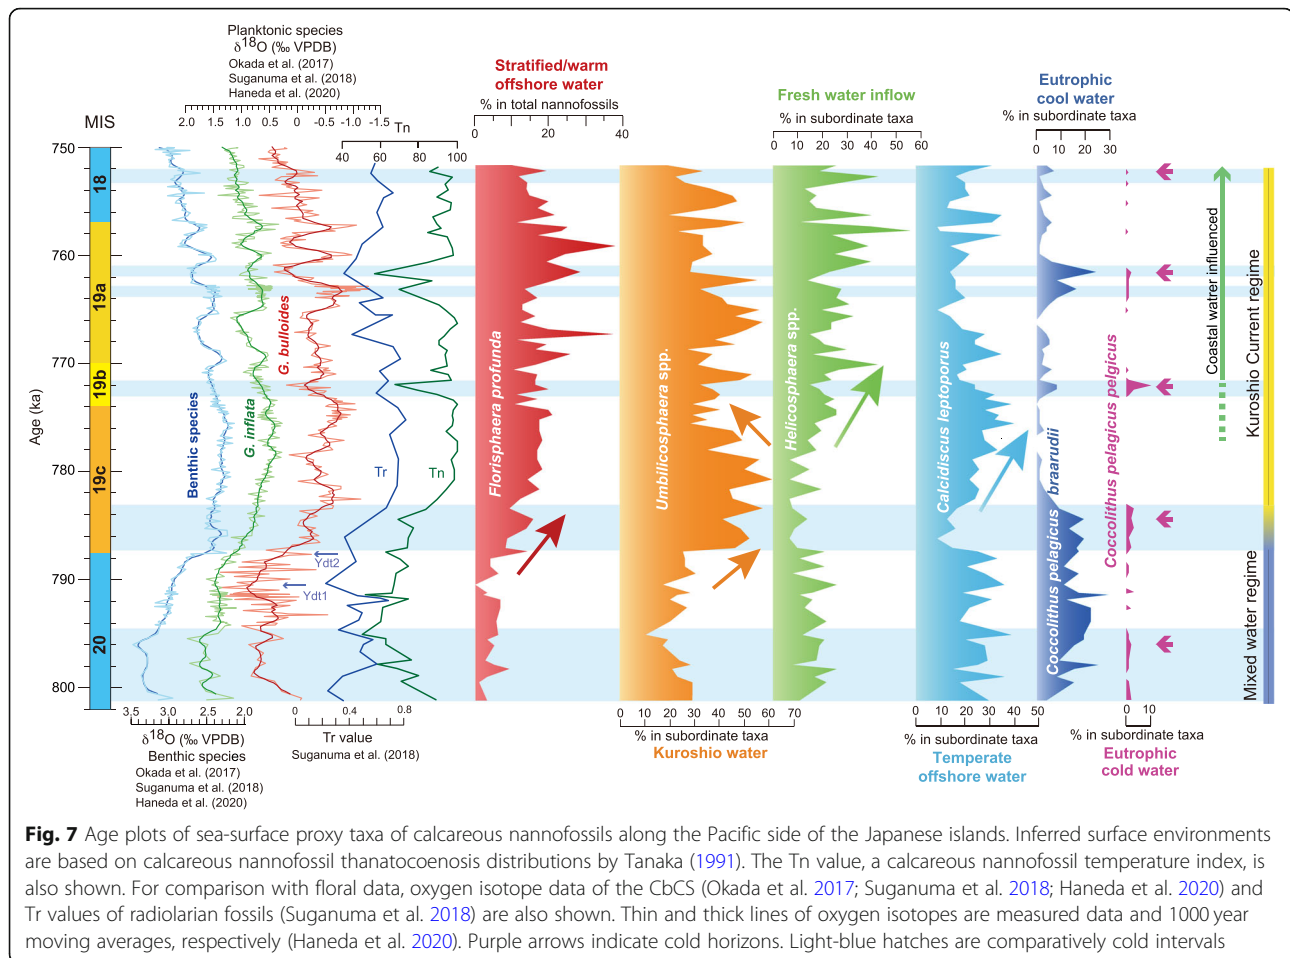 Planktonic species
δ18O (‰ VPDB)
Okada et al. (2017)
Suganuma et al. (2018)
Haneda et al. (2020)
2.0 1.5 1.0 0.5 0 -0.5 -1.0 -1.5
MIS
Tn
40 60 80 100
Stratified/warm
offshore water
% in total nannofossils
0 20 40
Fresh water inflow
% in subordinate taxa
0 10 20 30 40 50 60
Eutrophic
cool water
% in subordinate taxa
0 10 20 30
Age (ka)
750
760
770
780
790
800
18
19a
19b
19c
20
Benthic species
G. inflata
G. bulloides
Tr
Tn
Ydt2
Ydt1
Florisphaera profunda
Umbilicosphaera spp.
Helicosphaera spp.
Calcidiscus leptoporus
Coccolithus pelagicus braarudii
Coccolithus pelagicus pelgicus
Coastal watrer influenced
Kuroshio Current regime
Mixed water regime
3.5 3.0 2.5 2.0
δ18O (‰ VPDB)
Benthic species
Okada et al. (2017)
Suganuma et al. (2018)
Haneda et al. (2020)
0 0.4 0.8
Tr value
Suganuma et al. (2018)
0 10 20 30 40 50 60 70
% in subordinate taxa
Kuroshio water
0 10 20 30 40 50
% in subordinate taxa
Temperate
offshore water
0 10
% in subordinate taxa
Eutrophic
cold water
Fig. 7 Age plots of sea-surface proxy taxa of calcareous nannofossils along the Pacific side of the Japanese islands. Inferred surface environments
are based on calcareous nannofossil thanatocoenosis distributions by Tanaka (1991). The Tn value, a calcareous nannofossil temperature index, is
also shown. For comparison with floral data, oxygen isotope data of the CbCS (Okada et al. 2017; Suganuma et al. 2018; Haneda et al. 2020) and
Tr values of radiolarian fossils (Suganuma et al. 2018) are also shown. Thin and thick lines of oxygen isotopes are measured data and 1000 year
moving averages, respectively (Haneda et al. 2020). Purple arrows indicate cold horizons. Light-blue hatches are comparatively cold intervals